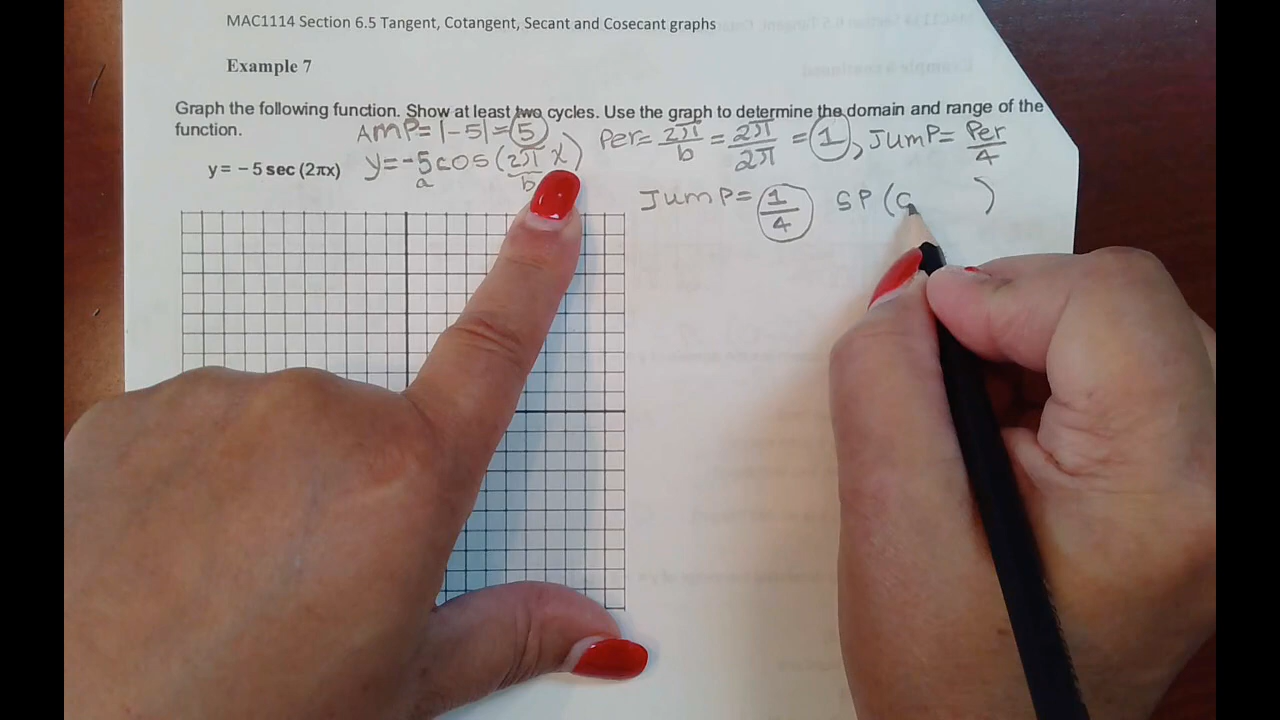 MAC1114 Section 6.5 Tangent, Cotangent, Secant and Cosecant graphs
Example 7
Graph the following function. Show at least two cycles. Use the graph to determine the domain and range of the
function.
AMP = |-5| = 5
Per = 2π/b = 2π/2π = 1, Jump = Per/4
y = – 5 sec (2πx)
y = -5 cos (2π x)
a
b
Jump = 1/4
SP ( )